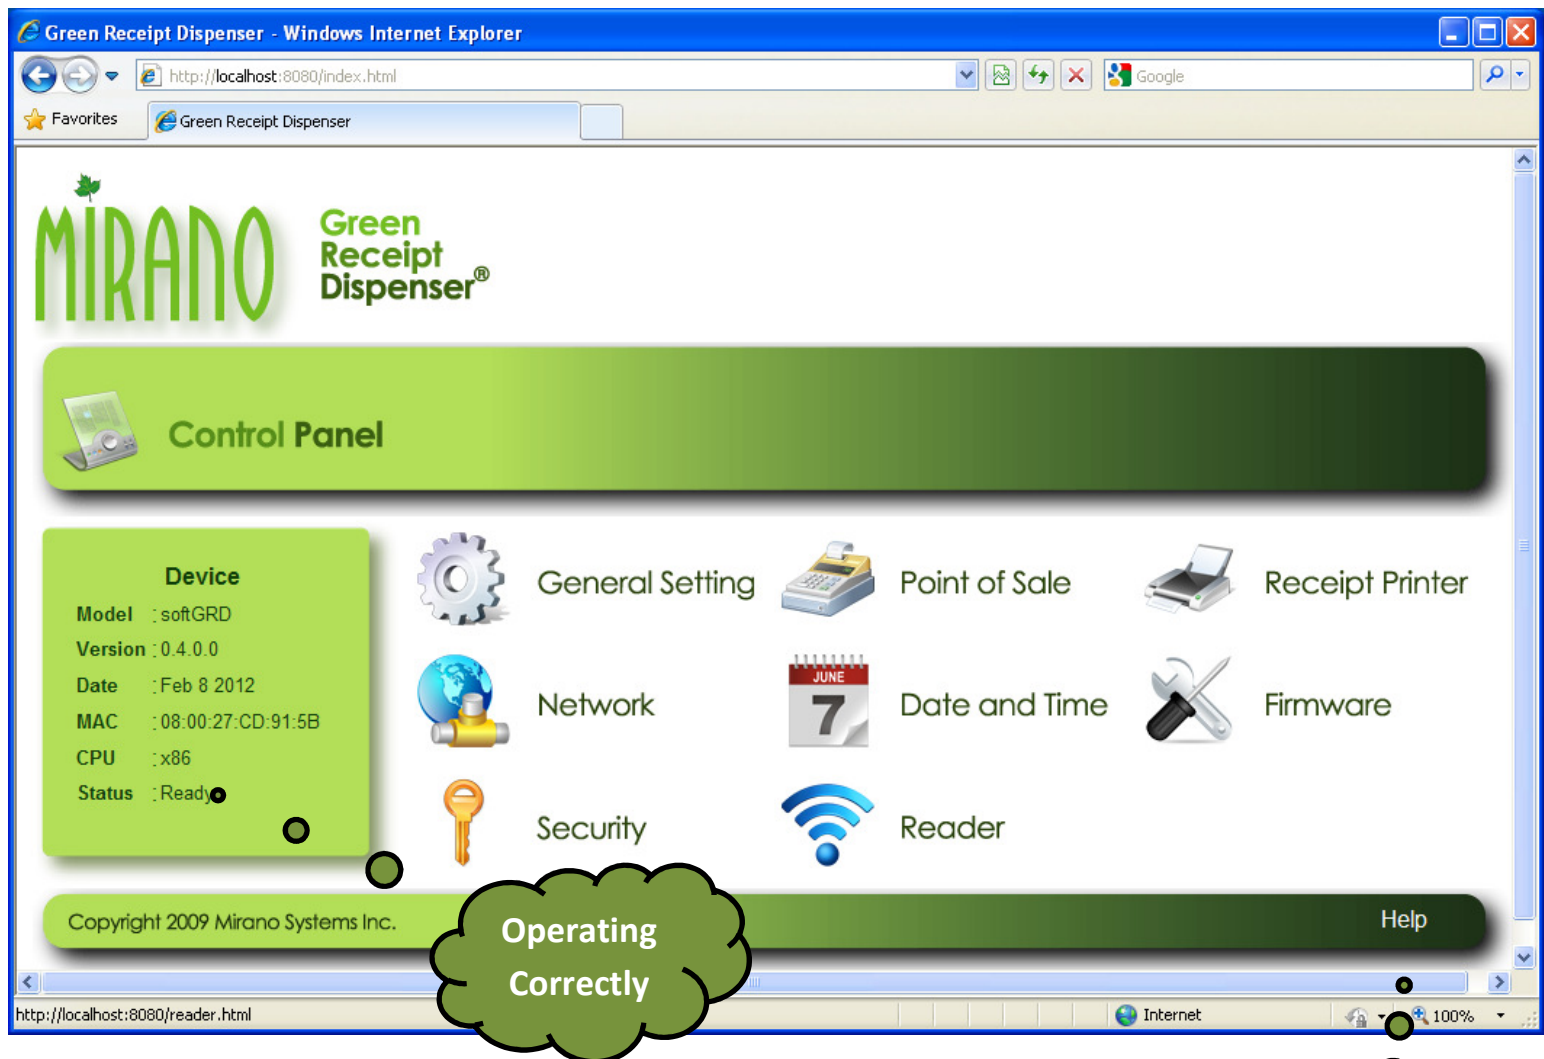 Green Receipt Dispenser - Windows Internet Explorer
http://localhost:8080/index.html
Google
Favorites
Green Receipt Dispenser
MIRANO
Green
Receipt
Dispenser®
Control Panel
Device
Model : softGRD
Version : 0.4.0.0
Date : Feb 8 2012
MAC : 08:00:27:CD:91:5B
CPU : x86
Status : Ready
General Setting
Point of Sale
Receipt Printer
Network
JUNE
7
Date and Time
Firmware
Security
Reader
Copyright 2009 Mirano Systems Inc.
Help
Operating
Correctly
http://localhost:8080/reader.html
Internet
100%